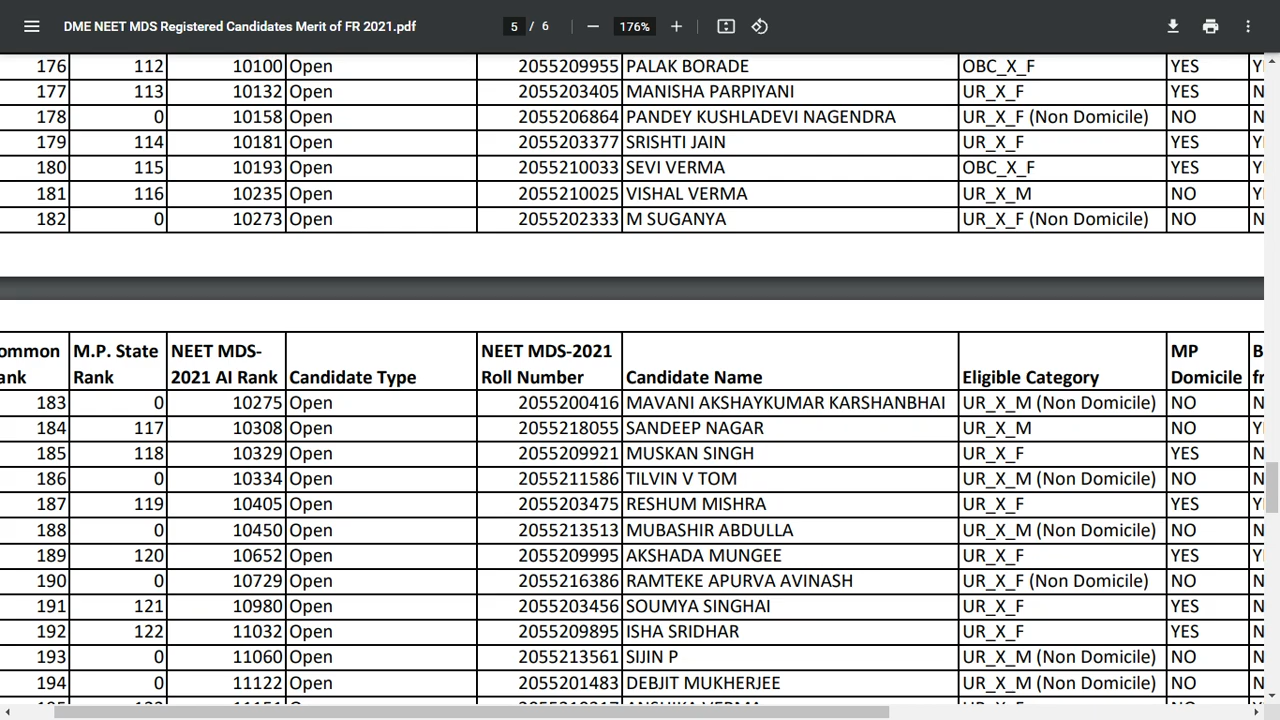 DME NEET MDS Registered Candidates Merit of FR 2021.pdf 5 / 6 176%
176 112 10100 Open 2055209955 PALAK BORADE OBC_X_F YES
177 113 10132 Open 2055203405 MANISHA PARPIYANI UR_X_F YES
178 0 10158 Open 2055206864 PANDEY KUSHLADEVI NAGENDRA UR_X_F (Non Domicile) NO
179 114 10181 Open 2055203377 SRISHTI JAIN UR_X_F YES
180 115 10193 Open 2055210033 SEVI VERMA OBC_X_F YES
181 116 10235 Open 2055210025 VISHAL VERMA UR_X_M NO
182 0 10273 Open 2055202333 M SUGANYA UR_X_F (Non Domicile) NO
M.P. State NEET MDS- NEET MDS-2021 MP
Rank 2021 AI Rank Candidate Type Roll Number Candidate Name Eligible Category Domicile
183 0 10275 Open 2055200416 MAVANI AKSHAYKUMAR KARSHANBHAI UR_X_M (Non Domicile) NO
184 117 10308 Open 2055218055 SANDEEP NAGAR UR_X_M NO
185 118 10329 Open 2055209921 MUSKAN SINGH UR_X_F YES
186 0 10334 Open 2055211586 TILVIN V TOM UR_X_M (Non Domicile) NO
187 119 10405 Open 2055203475 RESHUM MISHRA UR_X_F YES
188 0 10450 Open 2055213513 MUBASHIR ABDULLA UR_X_M (Non Domicile) NO
189 120 10652 Open 2055209995 AKSHADA MUNGEE UR_X_F YES
190 0 10729 Open 2055216386 RAMTEKE APURVA AVINASH UR_X_F (Non Domicile) NO
191 121 10980 Open 2055203456 SOUMYA SINGHAI UR_X_F YES
192 122 11032 Open 2055209895 ISHA SRIDHAR UR_X_F YES
193 0 11060 Open 2055213561 SIJIN P UR_X_M (Non Domicile) NO
194 0 11122 Open 2055201483 DEBJIT MUKHERJEE UR_X_M (Non Domicile) NO